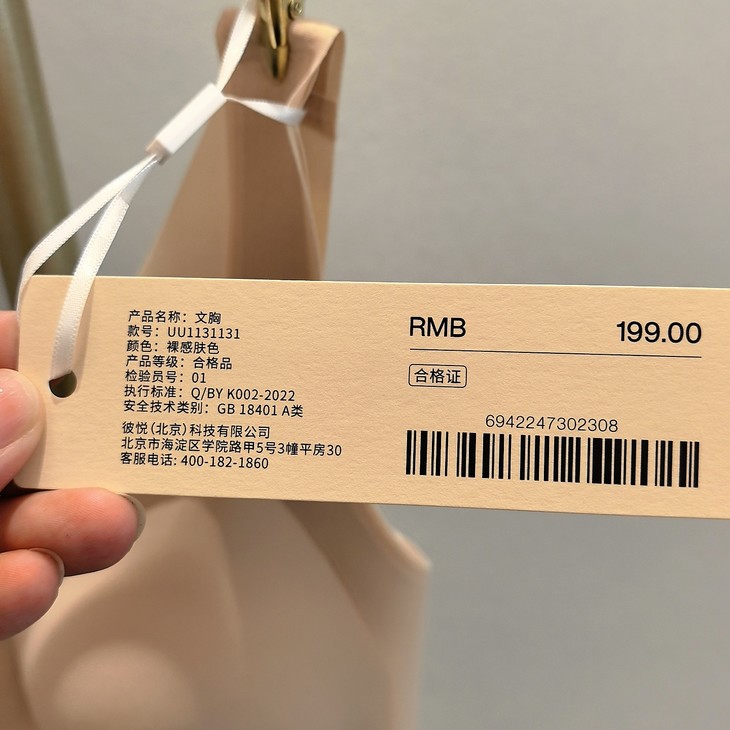 产品名称：文胸
款号：UU1131131
颜色：裸感肤色
产品等级：合格品
检验员号：01
执行标准：Q/BY K002-2022
安全技术类别：GB 18401 A类
彼悦(北京)科技有限公司
北京市海淀区学院路甲5号3幢平房30
客服电话: 400-182-1860
RMB 199.00
合格证
6942247302308